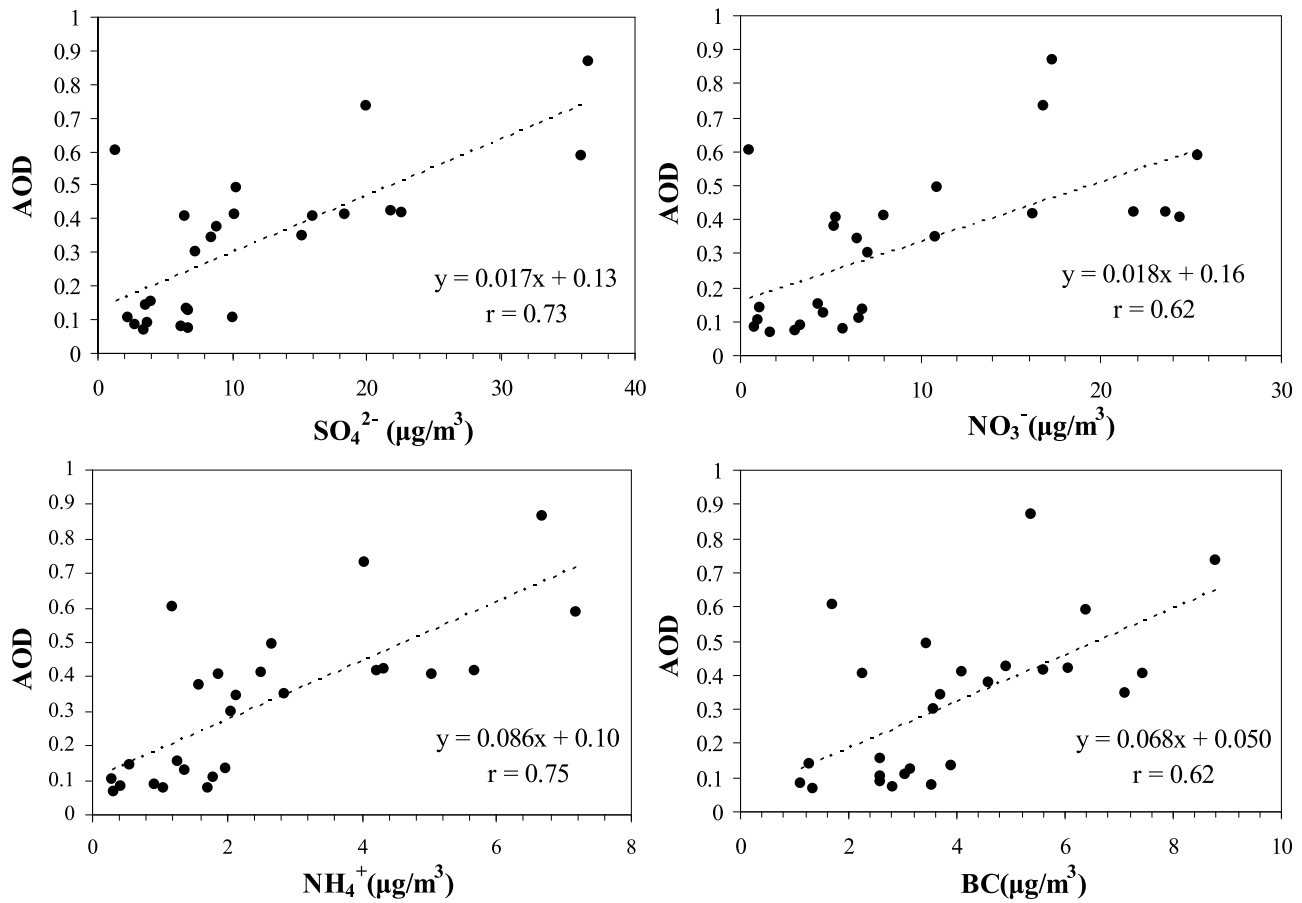 1
0.9
0.8
0.7
0.6
0.5
0.4
0.3
0.2
0.1
0
AOD
y = 0.017x + 0.13
r = 0.73
0 10 20 30 40
SO₄²⁻ (μg/m³)
1
0.9
0.8
0.7
0.6
0.5
0.4
0.3
0.2
0.1
0
AOD
y = 0.018x + 0.16
r = 0.62
0 10 20 30
NO₃⁻(μg/m³)
1
0.9
0.8
0.7
0.6
0.5
0.4
0.3
0.2
0.1
0
AOD
y = 0.086x + 0.10
r = 0.75
0 2 4 6 8
NH₄⁺(μg/m³)
1
0.9
0.8
0.7
0.6
0.5
0.4
0.3
0.2
0.1
0
AOD
y = 0.068x + 0.050
r = 0.62
0 2 4 6 8 10
BC(μg/m³)